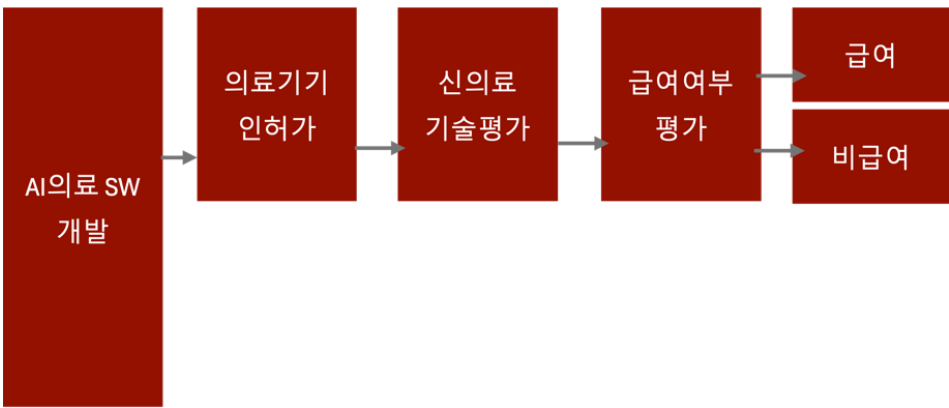 AI의료 SW
개발
의료기기
인허가
신의료
기술평가
급여여부
평가
급여
비급여